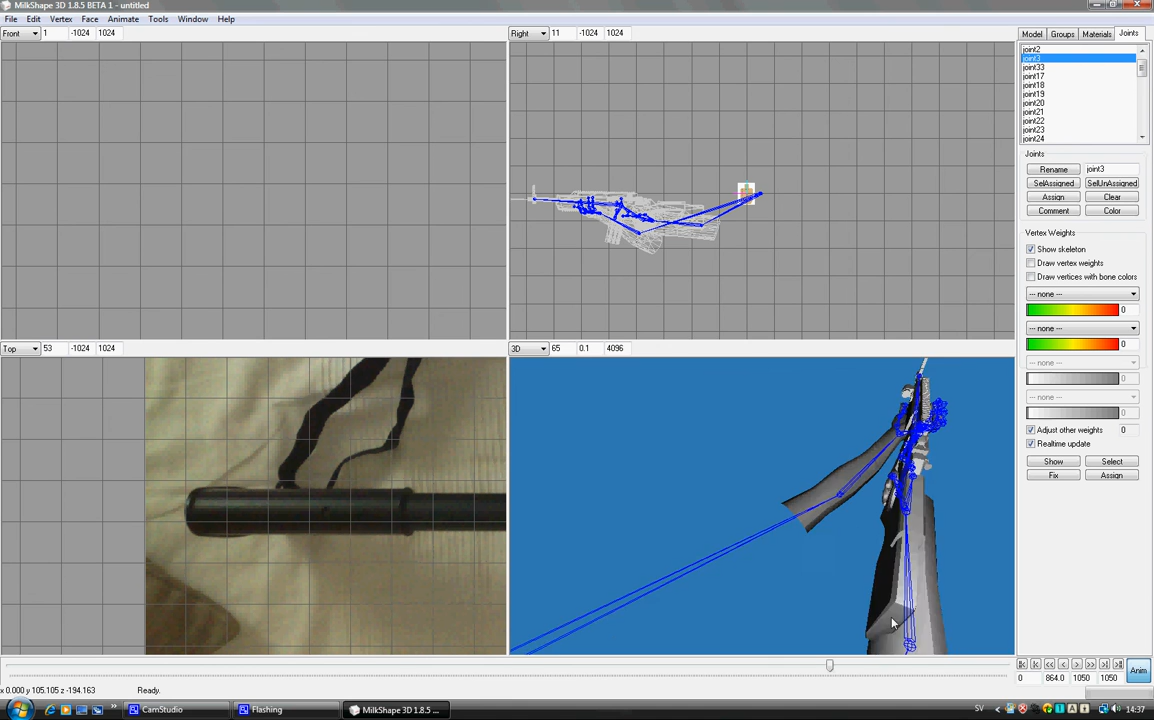 MilkShape 3D 1.8.5 BETA 1 - untitled
File Edit Vertex Face Animate Tools Window Help
Front 1 -1024 1024
Right 11 -1024 1024
Model Groups Materials Joints
joint2
joint3
joint33
joint17
joint18
joint19
joint20
joint21
joint22
joint23
joint24
Joints
Rename joint3
SelAssigned SelUnAssigned
Assign Clear
Comment Color
Vertex Weights
Show skeleton
Draw vertex weights
Draw vertices with bone colors
--- none ---
0
--- none ---
0
--- none ---
0
--- none ---
0
Adjust other weights 0
Realtime update
Show Select
Fix Assign
Top 53 -1024 1024
3D 65 0.1 4096
Anim
0 864.0 1050 1050
x 0.000 y 105.105 z -194.163 Ready.
CamStudio Flashing MilkShape 3D 1.8.5 ... SV 14:37